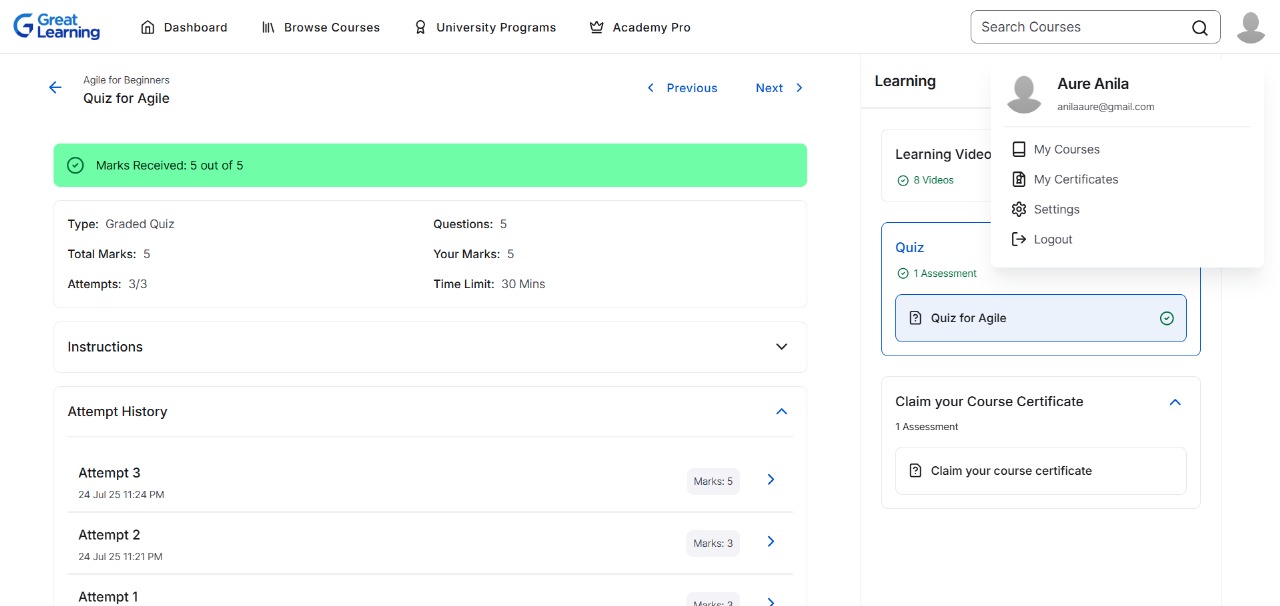 Great Learning
Dashboard
Browse Courses
University Programs
Academy Pro
Search Courses
Agile for Beginners
Quiz for Agile
Previous
Next
Marks Received: 5 out of 5
Type: Graded Quiz
Questions: 5
Total Marks: 5
Your Marks: 5
Attempts: 3/3
Time Limit: 30 Mins
Instructions
Attempt History
Attempt 3
24 Jul 25 11:24 PM
Marks: 5
Attempt 2
24 Jul 25 11:21 PM
Marks: 3
Attempt 1
Marks: 3
Learning
Learning Video
8 Videos
Quiz
1 Assessment
Quiz for Agile
Claim your Course Certificate
1 Assessment
Claim your course certificate
Aure Anila
anilaaure@gmail.com
My Courses
My Certificates
Settings
Logout